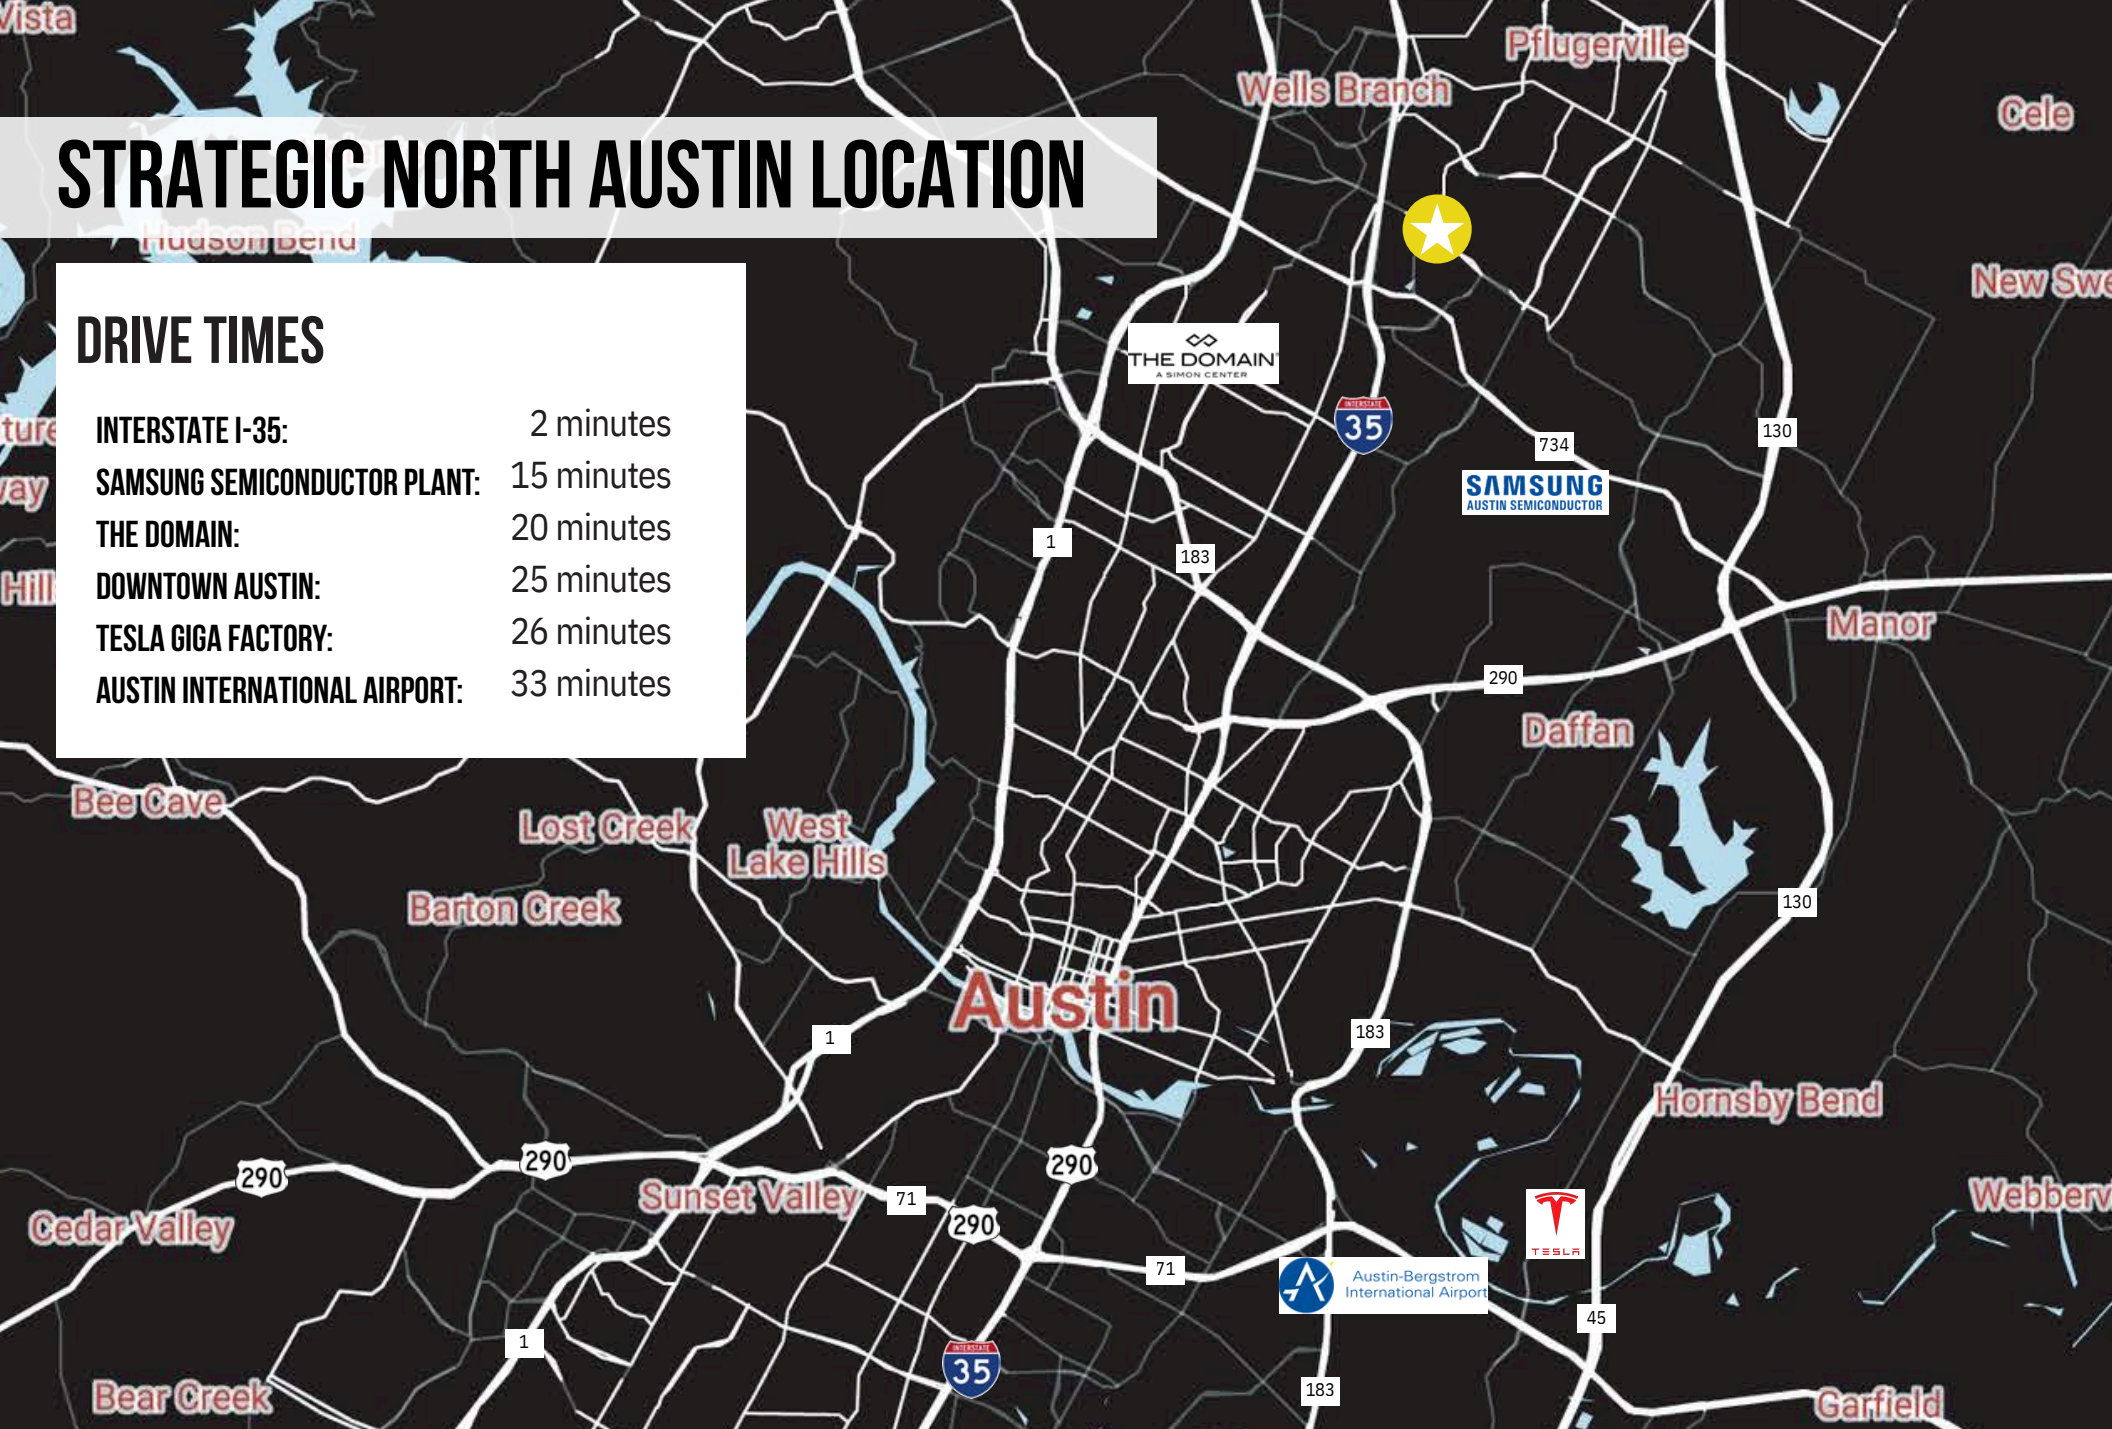 Vista
Pflugerville
Wells Branch
Cele
STRATEGIC NORTH AUSTIN LOCATION
Hudson Bend
New Swe
DRIVE TIMES
INTERSTATE I-35: 2 minutes
SAMSUNG SEMICONDUCTOR PLANT: 15 minutes
THE DOMAIN: 20 minutes
DOWNTOWN AUSTIN: 25 minutes
TESLA GIGA FACTORY: 26 minutes
AUSTIN INTERNATIONAL AIRPORT: 33 minutes
THE DOMAIN
A SIMON CENTER
INTERSTATE
35
734
130
SAMSUNG
AUSTIN SEMICONDUCTOR
ture
way
Hill
1
183
Manor
290
Daffan
Bee Cave
Lost Creek
West
Lake Hills
Barton Creek
130
Austin
1
183
Hornsby Bend
290
290
290
Sunset Valley
71
290
Cedar Valley
Webberv
TESLA
71
Austin-Bergstrom
International Airport
45
1
INTERSTATE
35
183
Bear Creek
Garfield